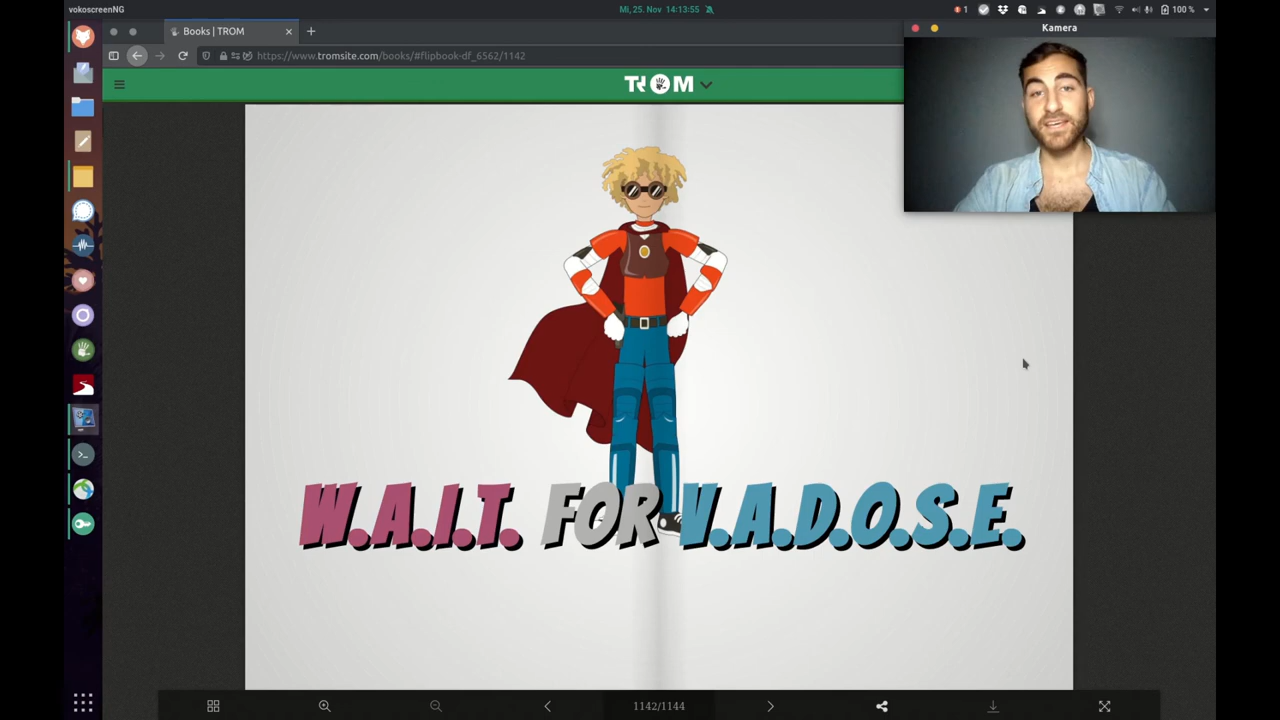 vokoscreenNG
Mi, 25. Nov 14:13:55
1
100 %
Books | TROM
https://www.tromsite.com/books/#flipbook-df_6562/1142
Kamera
TROM
W.A.I.T. FOR V.A.D.O.S.E.
1142/1144